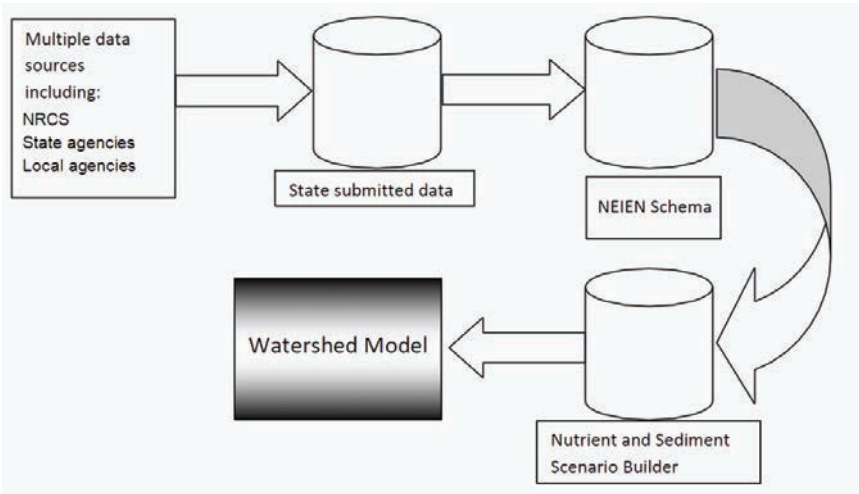 Multiple data
sources
including:
NRCS
State agencies
Local agencies
State submitted data
NEIEN Schema
Watershed Model
Nutrient and Sediment
Scenario Builder